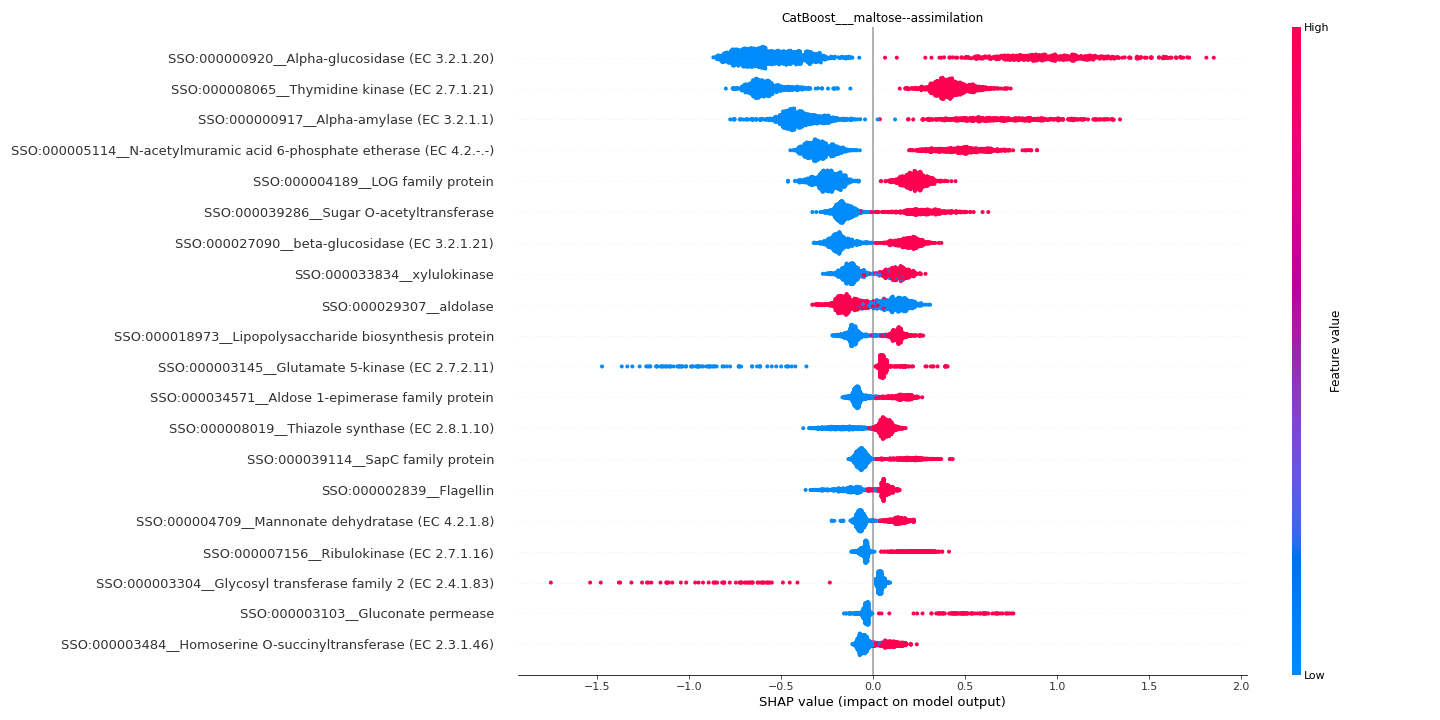 CatBoost___maltose--assimilation
High
SSO:000000920__Alpha-glucosidase (EC 3.2.1.20)
SSO:000008065__Thymidine kinase (EC 2.7.1.21)
SSO:000000917__Alpha-amylase (EC 3.2.1.1)
SSO:000005114__N-acetylmuramic acid 6-phosphate etherase (EC 4.2.-.-)
SSO:000004189__LOG family protein
SSO:000039286__Sugar O-acetyltransferase
SSO:000027090__beta-glucosidase (EC 3.2.1.21)
SSO:000033834__xylulokinase
SSO:000029307__aldolase
SSO:000018973__Lipopolysaccharide biosynthesis protein
SSO:000003145__Glutamate 5-kinase (EC 2.7.2.11)
SSO:000034571__Aldose 1-epimerase family protein
SSO:000008019__Thiazole synthase (EC 2.8.1.10)
SSO:000039114__SapC family protein
SSO:000002839__Flagellin
SSO:000004709__Mannonate dehydratase (EC 4.2.1.8)
SSO:000007156__Ribulokinase (EC 2.7.1.16)
SSO:000003304__Glycosyl transferase family 2 (EC 2.4.1.83)
SSO:000003103__Gluconate permease
SSO:000003484__Homoserine O-succinyltransferase (EC 2.3.1.46)
Feature value
Low
−1.5 −1.0 −0.5 0.0 0.5 1.0 1.5 2.0
SHAP value (impact on model output)